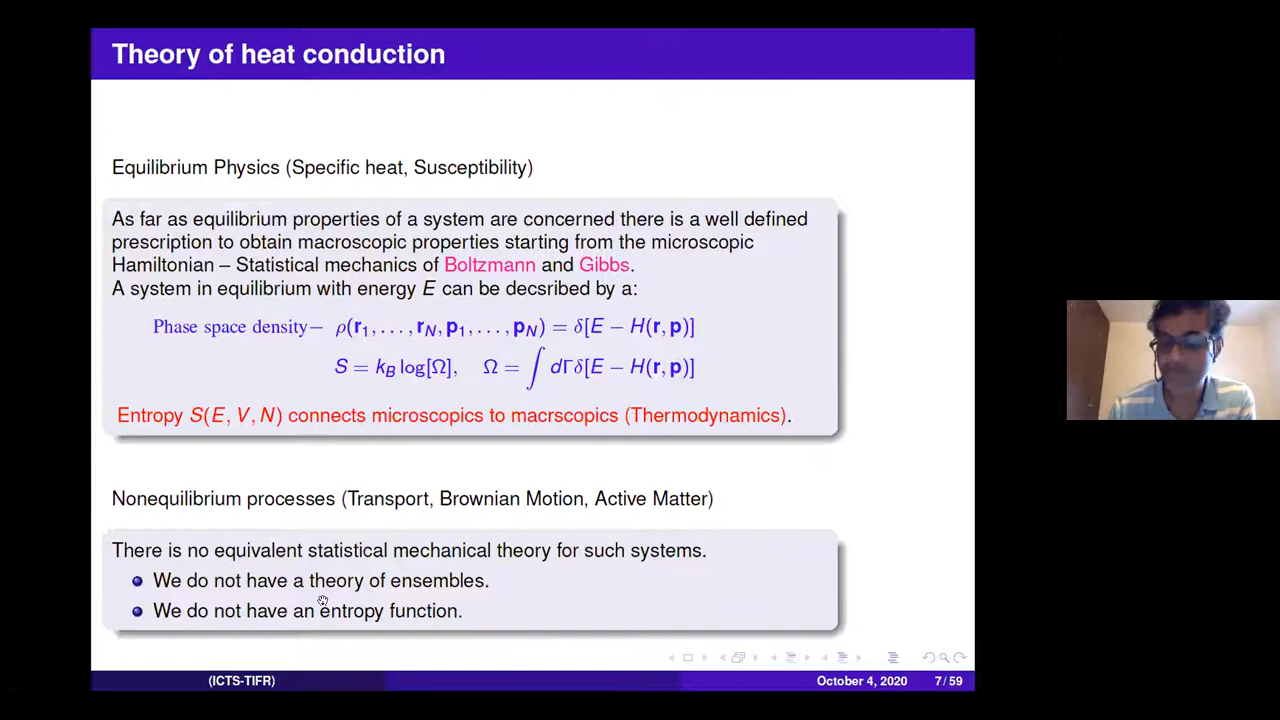 Theory of heat conduction
Equilibrium Physics (Specific heat, Susceptibility)
As far as equilibrium properties of a system are concerned there is a well defined
prescription to obtain macroscopic properties starting from the microscopic
Hamiltonian – Statistical mechanics of Boltzmann and Gibbs.
A system in equilibrium with energy E can be decsribed by a:
Phase space density– ρ(r₁, . . . , r_N, p₁, . . . , p_N) = δ[E − H(r, p)]
S = k_B log[Ω], Ω = ∫ dΓδ[E − H(r, p)]
Entropy S(E, V, N) connects microscopics to macrscopics (Thermodynamics).
Nonequilibrium processes (Transport, Brownian Motion, Active Matter)
There is no equivalent statistical mechanical theory for such systems.
We do not have a theory of ensembles.
We do not have an entropy function.
(ICTS-TIFR) October 4, 2020 7 / 59